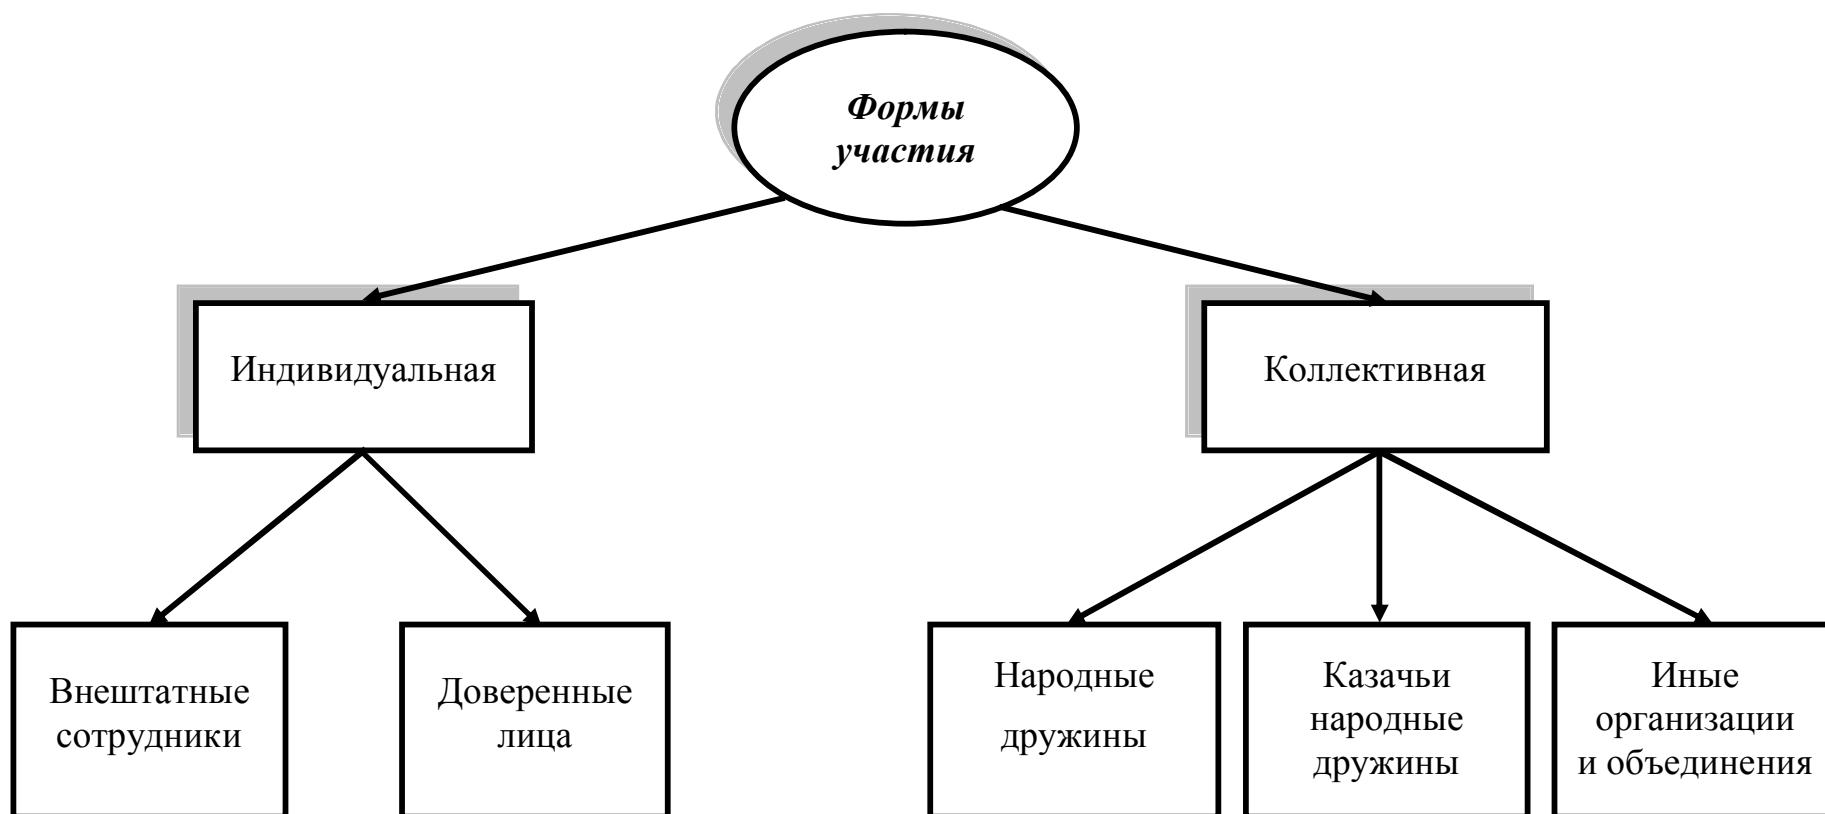 Формы
участия
Индивидуальная
Коллективная
Внештатные
сотрудники
Доверенные
лица
Народные
дружины
Казачьи
народные
дружины
Иные
организации
и объединения